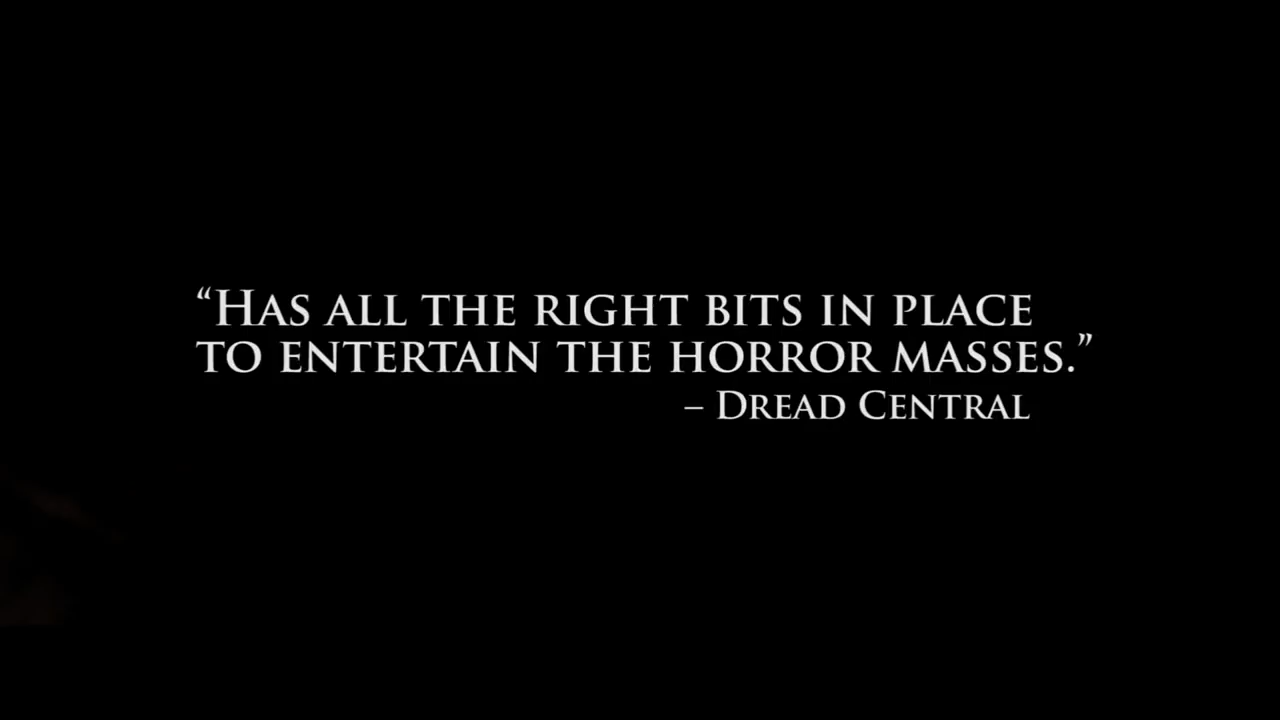 “HAS ALL THE RIGHT BITS IN PLACE
TO ENTERTAIN THE HORROR MASSES.”
– DREAD CENTRAL